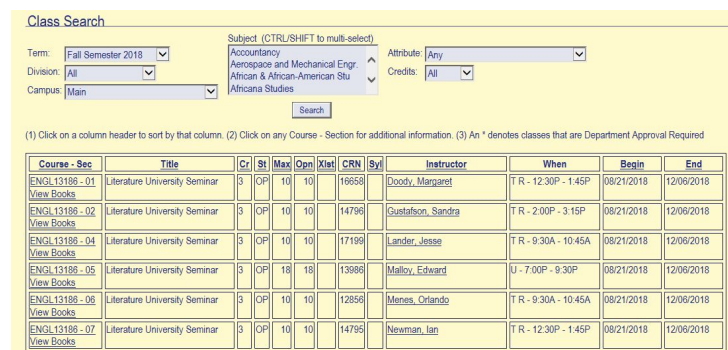 Class Search
Subject (CTRL/SHIFT to multi-select)
Term: Fall Semester 2018
Division: All
Campus: Main
Accountancy
Aerospace and Mechanical Engr.
African & African-American Stu
Africana Studies
Attribute: Any
Credits: All
Search
(1) Click on a column header to sort by that column. (2) Click on any Course - Section for additional information. (3) An * denotes classes that are Department Approval Required
Course - Sec Title Cr St Max Opn Xlst CRN Syl Instructor When Begin End
ENGL13186 - 01 Literature University Seminar 3 OP 10 10 16658 Doody, Margaret T R - 12:30P - 1:45P 08/21/2018 12/06/2018
View Books
ENGL13186 - 02 Literature University Seminar 3 OP 10 10 14796 Gustafson, Sandra T R - 2:00P - 3:15P 08/21/2018 12/06/2018
View Books
ENGL13186 - 04 Literature University Seminar 3 OP 10 10 17199 Lander, Jesse T R - 9:30A - 10:45A 08/21/2018 12/06/2018
View Books
ENGL13186 - 05 Literature University Seminar 3 OP 18 18 13986 Malloy, Edward U - 7:00P - 9:30P 08/21/2018 12/06/2018
View Books
ENGL13186 - 06 Literature University Seminar 3 OP 10 10 12856 Menes, Orlando T R - 9:30A - 10:45A 08/21/2018 12/06/2018
View Books
ENGL13186 - 07 Literature University Seminar 3 OP 10 10 14795 Newman, Ian T R - 12:30P - 1:45P 08/21/2018 12/06/2018
View Books